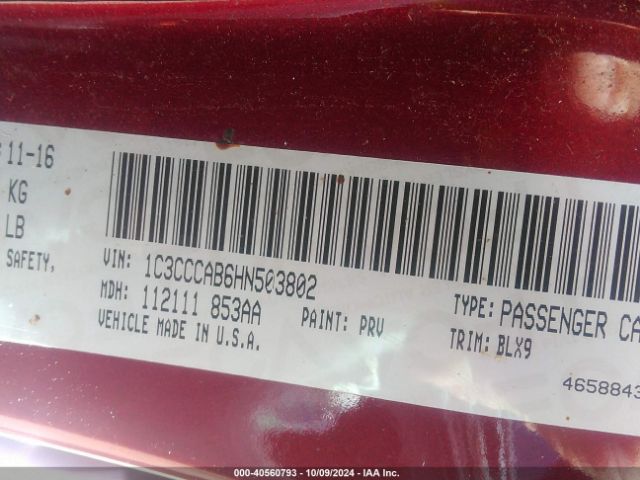 11-16
KG
LB
SAFETY,
VIN: 1C3CCCAB6HN503802
MDH: 112111 853AA
PAINT: PRV
TYPE: PASSENGER CA
VEHICLE MADE IN U.S.A.
TRIM: BLX9
4658843
000-40560793 - 10/09/2024 - IAA Inc.